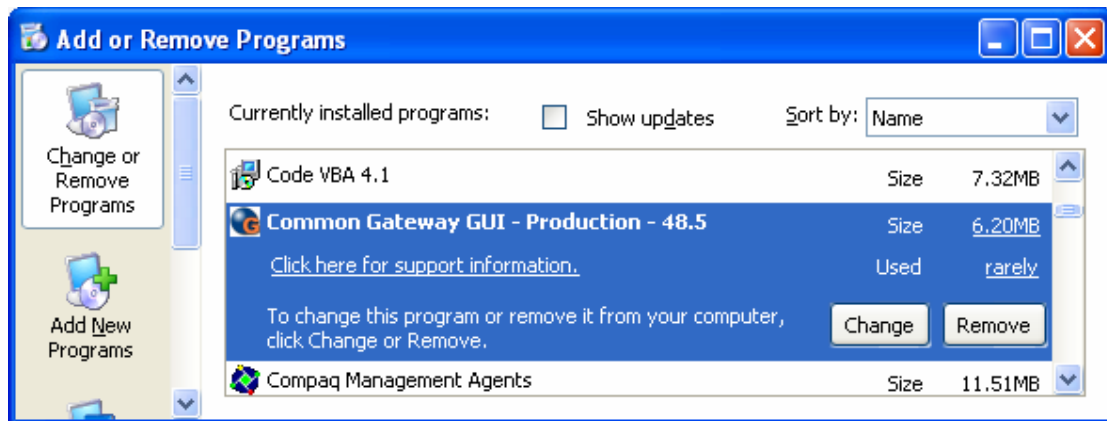 Add or Remove Programs
Change or
Remove
Programs
Add New
Programs
Currently installed programs:
Show updates
Sort by: Name
Code VBA 4.1 Size 7.32MB
Common Gateway GUI - Production - 48.5 Size 6.20MB
Click here for support information. Used rarely
To change this program or remove it from your computer,
click Change or Remove.
Change Remove
Compaq Management Agents Size 11.51MB